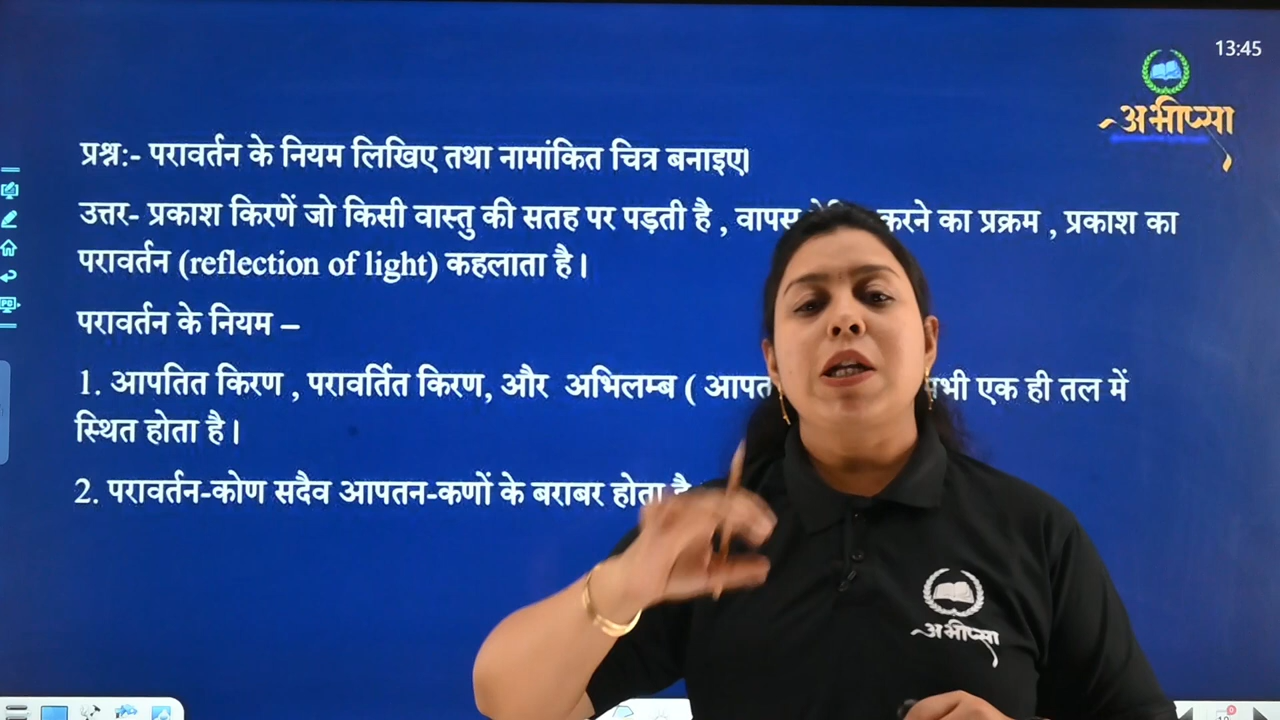 13:45
अभीप्सा
प्रश्न:- परावर्तन के नियम लिखिए तथा नामांकित चित्र बनाइए।
उत्तर- प्रकाश किरणें जो किसी वास्तु की सतह पर पड़ती है , वापस करने का प्रक्रम , प्रकाश का
परावर्तन (reflection of light) कहलाता है।
परावर्तन के नियम –
1. आपतित किरण , परावर्तित किरण, और अभिलम्ब ( एक ही तल में
स्थित होता है।
2. परावर्तन-कोण सदैव आपतन-कणों के बराबर होता है
अभीप्सा